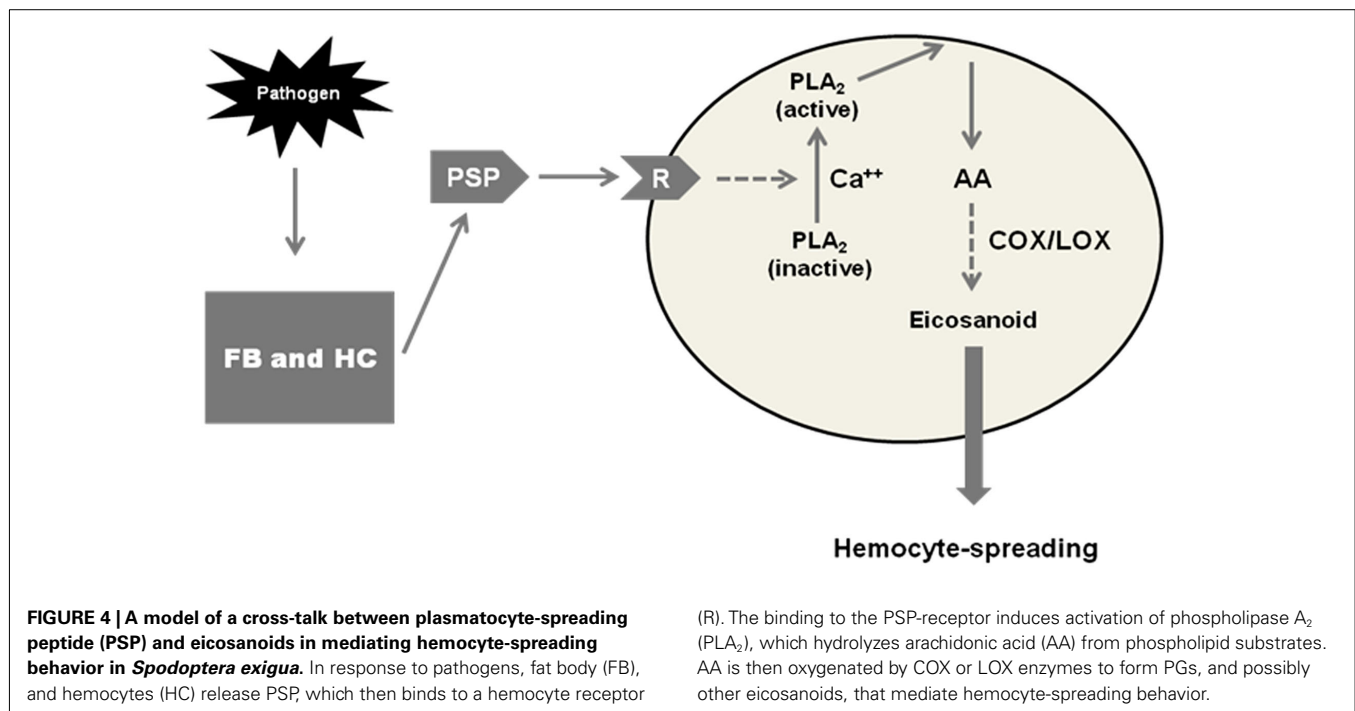 Pathogen
PSP
R
FB and HC
PLA₂
(active)
Ca⁺⁺
PLA₂
(inactive)
AA
COX/LOX
Eicosanoid
Hemocyte-spreading
FIGURE 4 | A model of a cross-talk between plasmatocyte-spreading
peptide (PSP) and eicosanoids in mediating hemocyte-spreading
behavior in Spodoptera exigua. In response to pathogens, fat body (FB),
and hemocytes (HC) release PSP, which then binds to a hemocyte receptor
(R). The binding to the PSP-receptor induces activation of phospholipase A₂
(PLA₂), which hydrolyzes arachidonic acid (AA) from phospholipid substrates.
AA is then oxygenated by COX or LOX enzymes to form PGs, and possibly
other eicosanoids, that mediate hemocyte-spreading behavior.